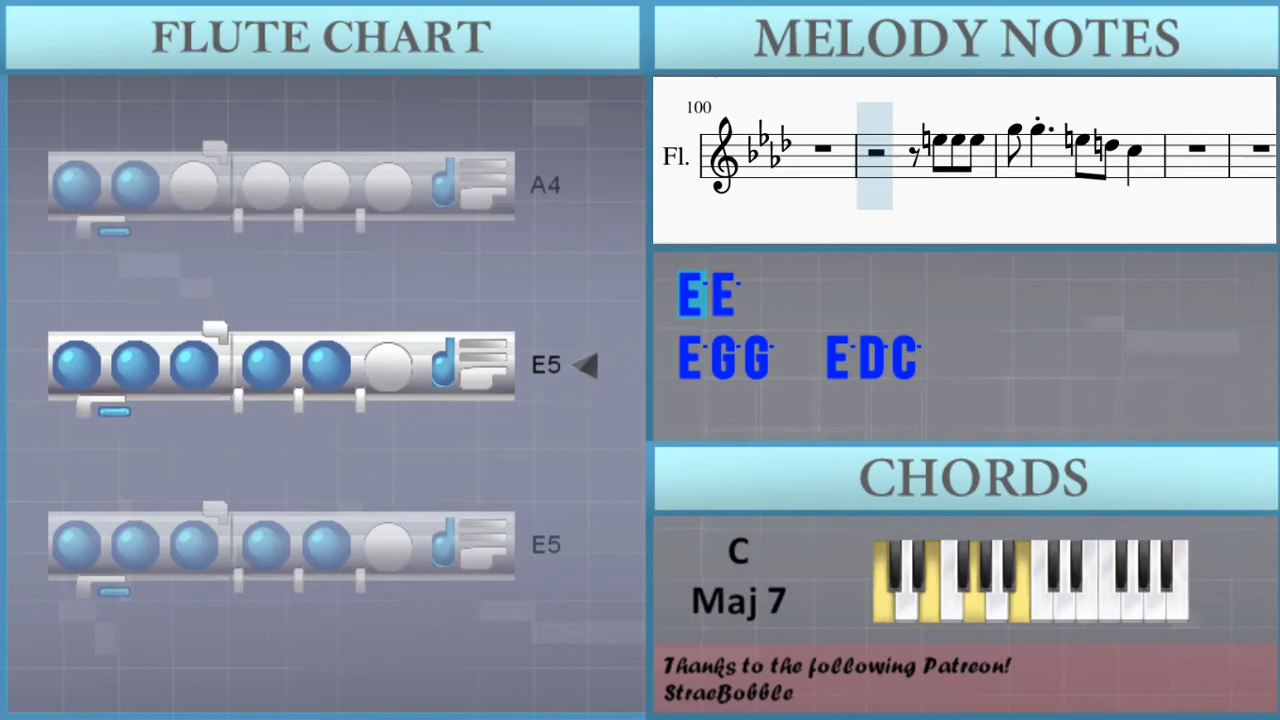 FLUTE CHART
A4
E5
E5
MELODY NOTES
100
Fl.
E E
E G G E D C
CHORDS
C
Maj 7
Thanks to the following Patreon!
StraeBobble